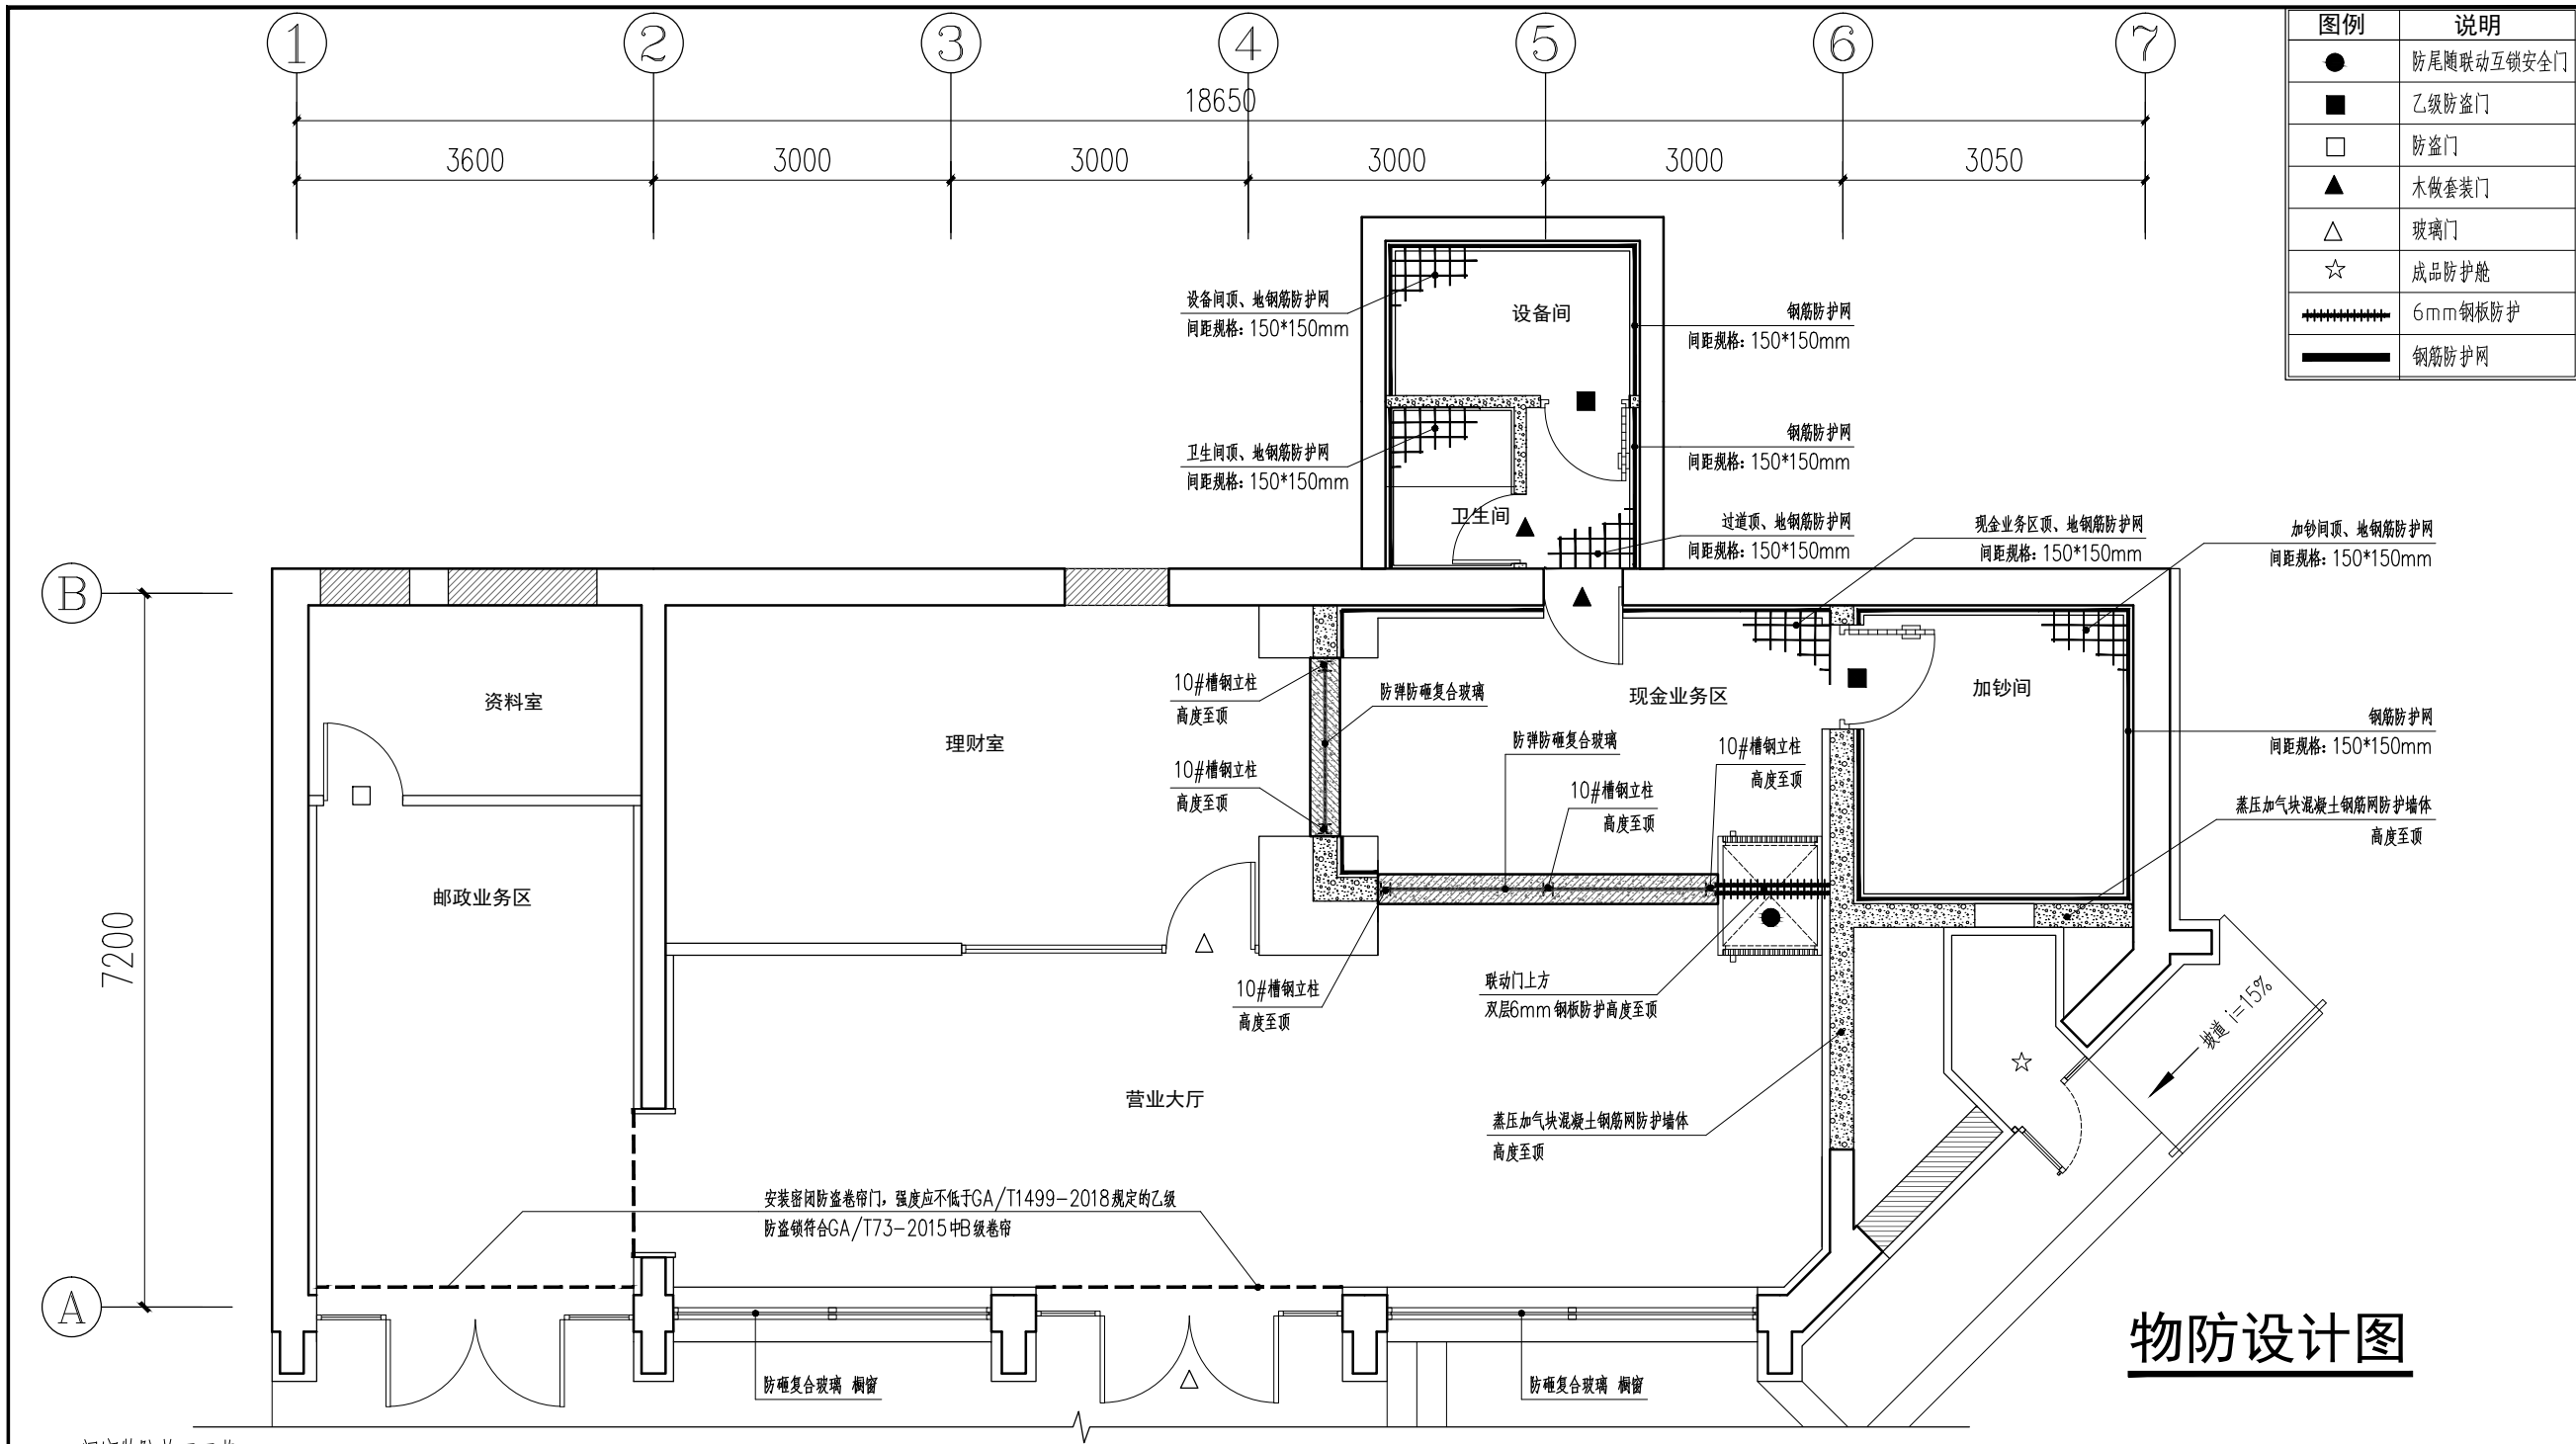 1 2 3 4 5 6 7
18650
3600 3000 3000 3000 3000 3050
图例 说明
防尾随联动互锁安全门
乙级防盗门
防盗门
木做套装门
玻璃门
成品防护舱
6mm钢板防护
钢筋防护网
设备间顶、地钢筋防护网
间距规格: 150*150mm
设备间
钢筋防护网
间距规格: 150*150mm
卫生间顶、地钢筋防护网
间距规格: 150*150mm
钢筋防护网
间距规格: 150*150mm
卫生间
过道顶、地钢筋防护网
间距规格: 150*150mm
现金业务区顶、地钢筋防护网
间距规格: 150*150mm
加钞间顶、地钢筋防护网
间距规格: 150*150mm
B
资料室
理财室
10#槽钢立柱
高度至顶
防弹防砸复合玻璃
现金业务区
加钞间
钢筋防护网
间距规格: 150*150mm
10#槽钢立柱
高度至顶
防弹防砸复合玻璃
10#槽钢立柱
高度至顶
10#槽钢立柱
高度至顶
蒸压加气块混凝土钢筋网防护墙体
高度至顶
邮政业务区
7200
10#槽钢立柱
高度至顶
联动门上方
双层6mm钢板防护高度至顶
坡道 i=15%
营业大厅
蒸压加气块混凝土钢筋网防护墙体
高度至顶
安装密闭防盗卷帘门, 强度应不低于GA/T1499-2018规定的乙级
防盗锁符合GA/T73-2015中B级卷帘
A
防砸复合玻璃 橱窗
防砸复合玻璃 橱窗
物防设计图